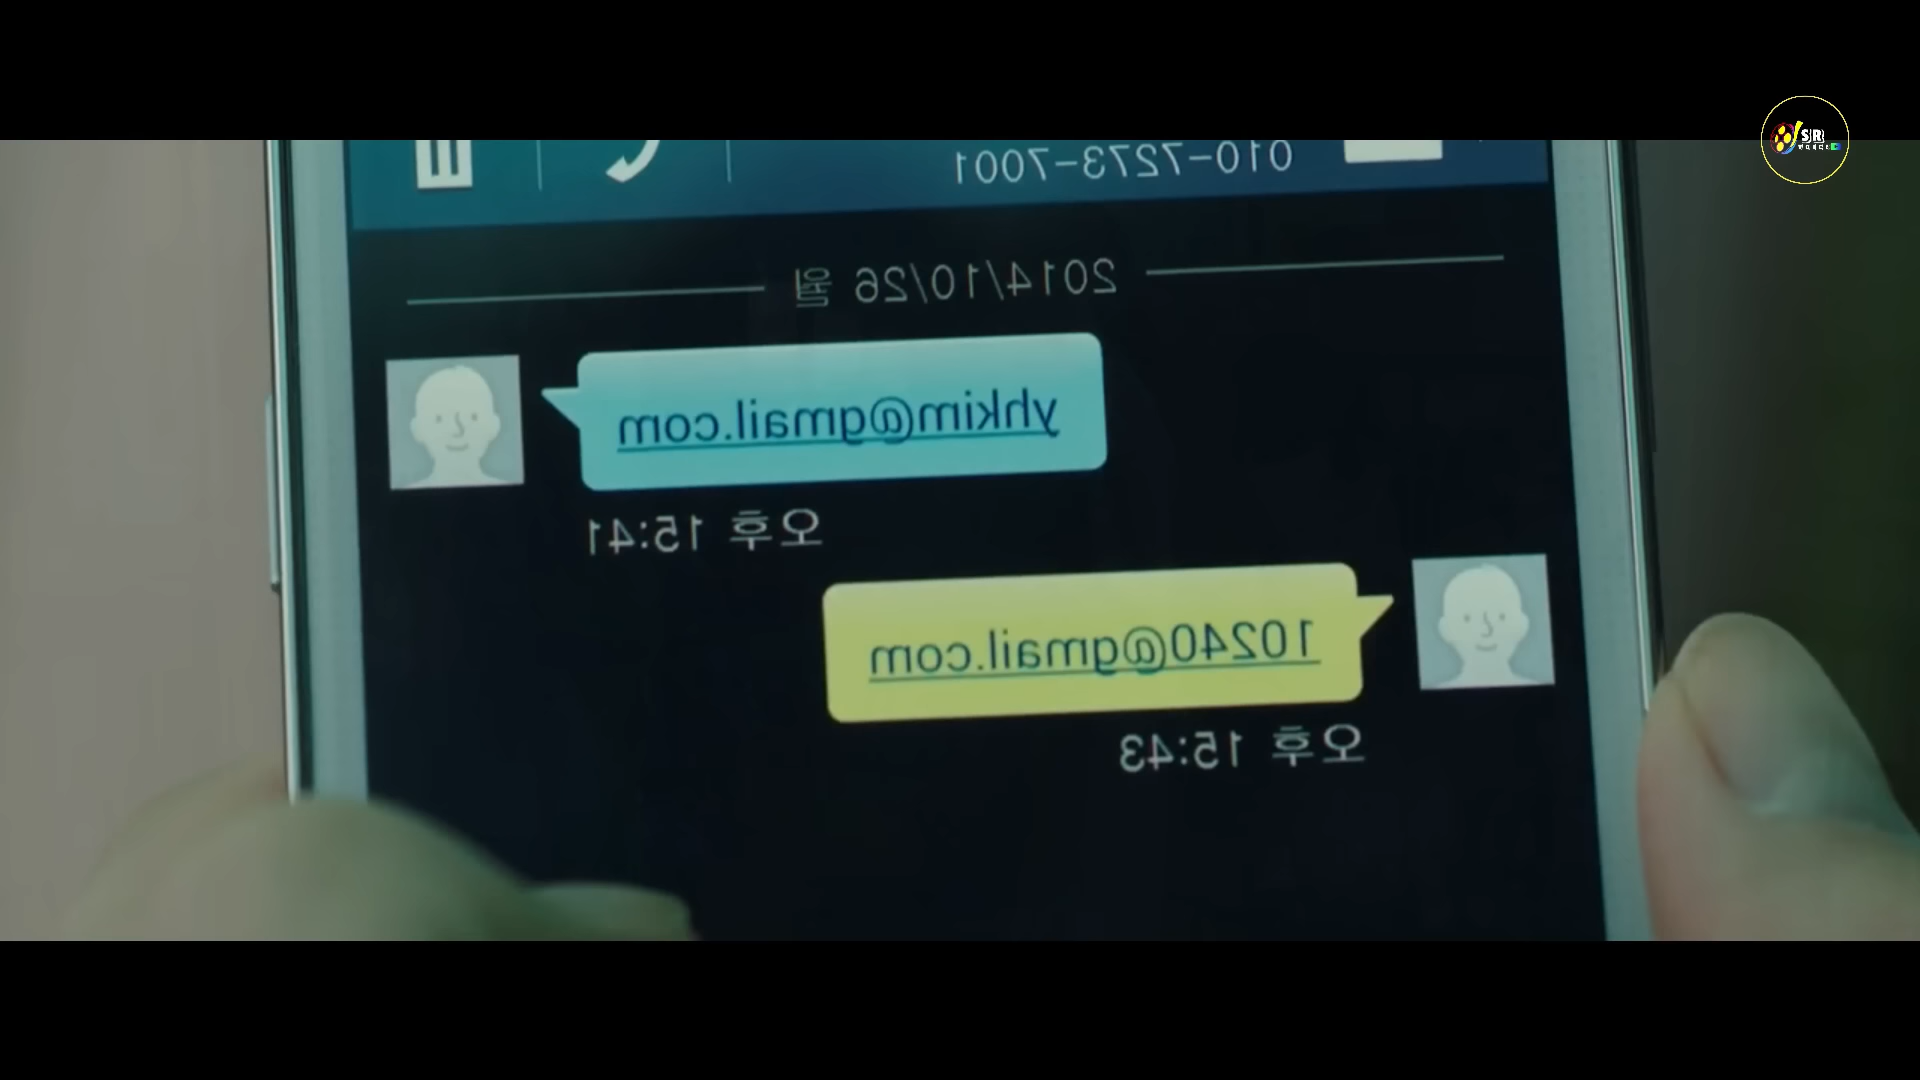 010-7273-7001
2014/10/26 일
yhkim@gmail.com
오후 15:41
10240@gmail.com
오후 15:43
SR